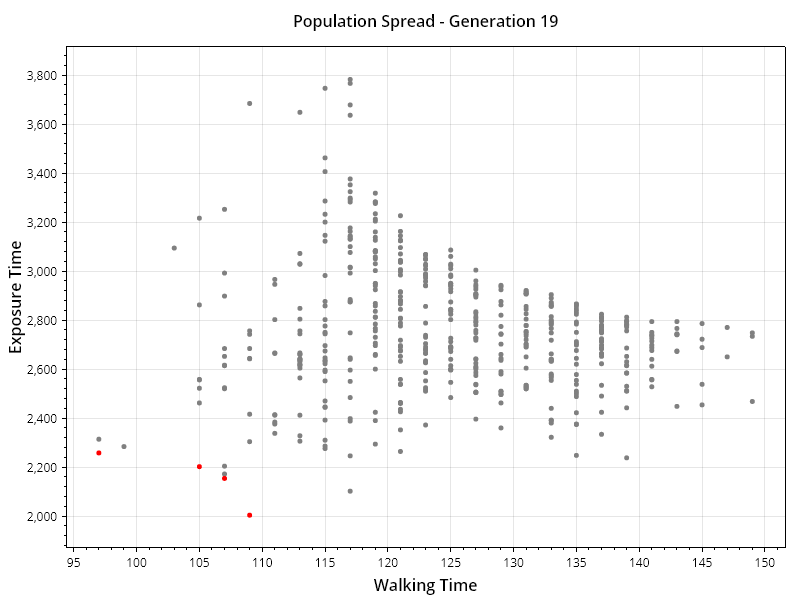 Population Spread - Generation 19
3,800
3,600
3,400
3,200
3,000
2,800
2,600
2,400
2,200
2,000
Exposure Time
95 100 105 110 115 120 125 130 135 140 145 150
Walking Time